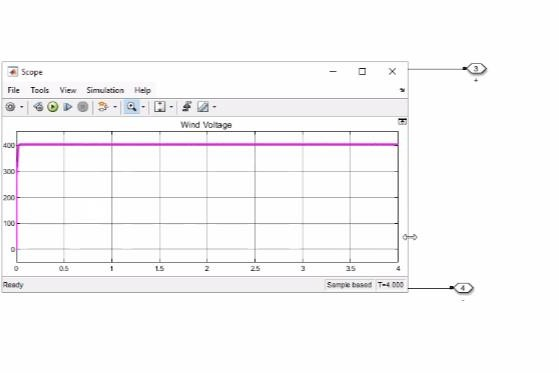 Scope
3
+
File Tools View Simulation Help
Wind Voltage
400
300
200
100
0
0 0.5 1 1.5 2 2.5 3 3.5 4
Ready Sample based T=4.000
4
-